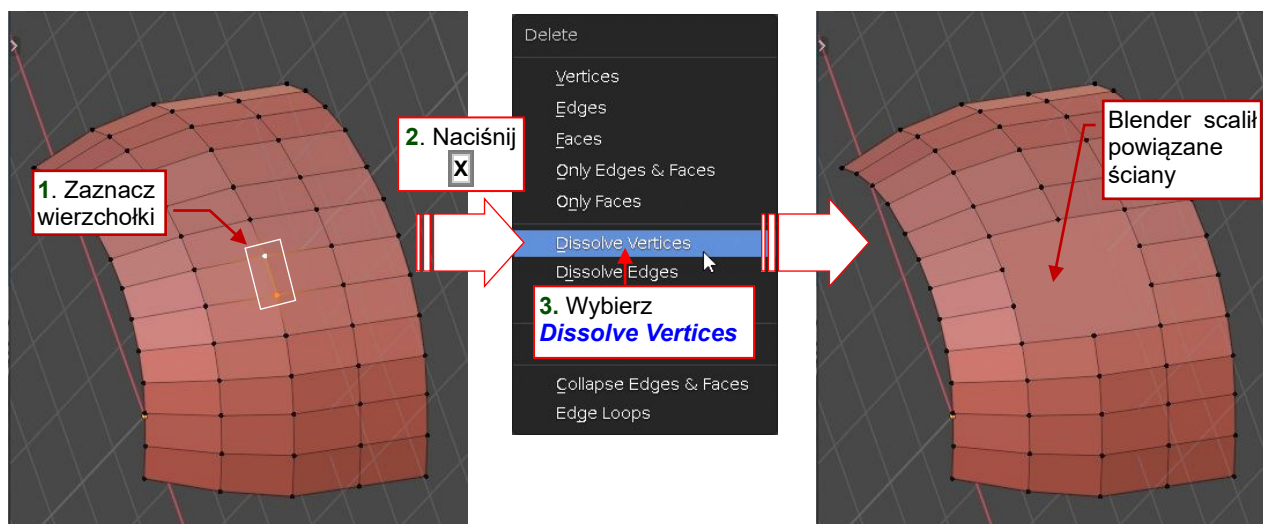 1. Zaznacz
wierzchołki
2. Naciśnij
X
Delete
Vertices
Edges
Faces
Only Edges & Faces
Only Faces
Dissolve Vertices
Dissolve Edges
3. Wybierz
Dissolve Vertices
Collapse Edges & Faces
Edge Loops
Blender scalił
powiązane
ściany